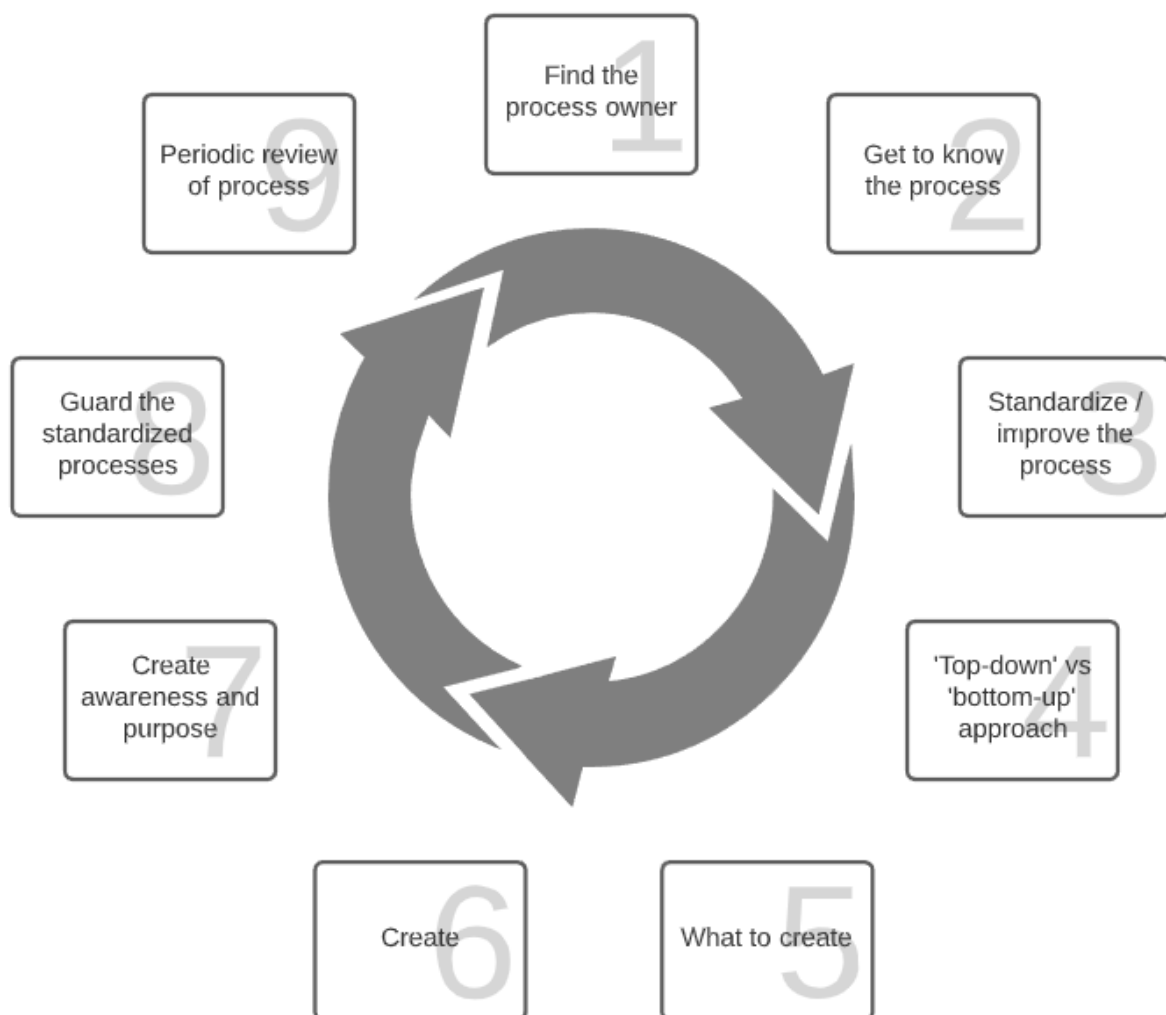 1
Find the
process owner
2
Get to know
the process
3
Standardize /
improve the
process
4
'Top-down' vs
'bottom-up'
approach
5
What to create
6
Create
7
Create
awareness and
purpose
8
Guard the
standardized
processes
9
Periodic review
of process